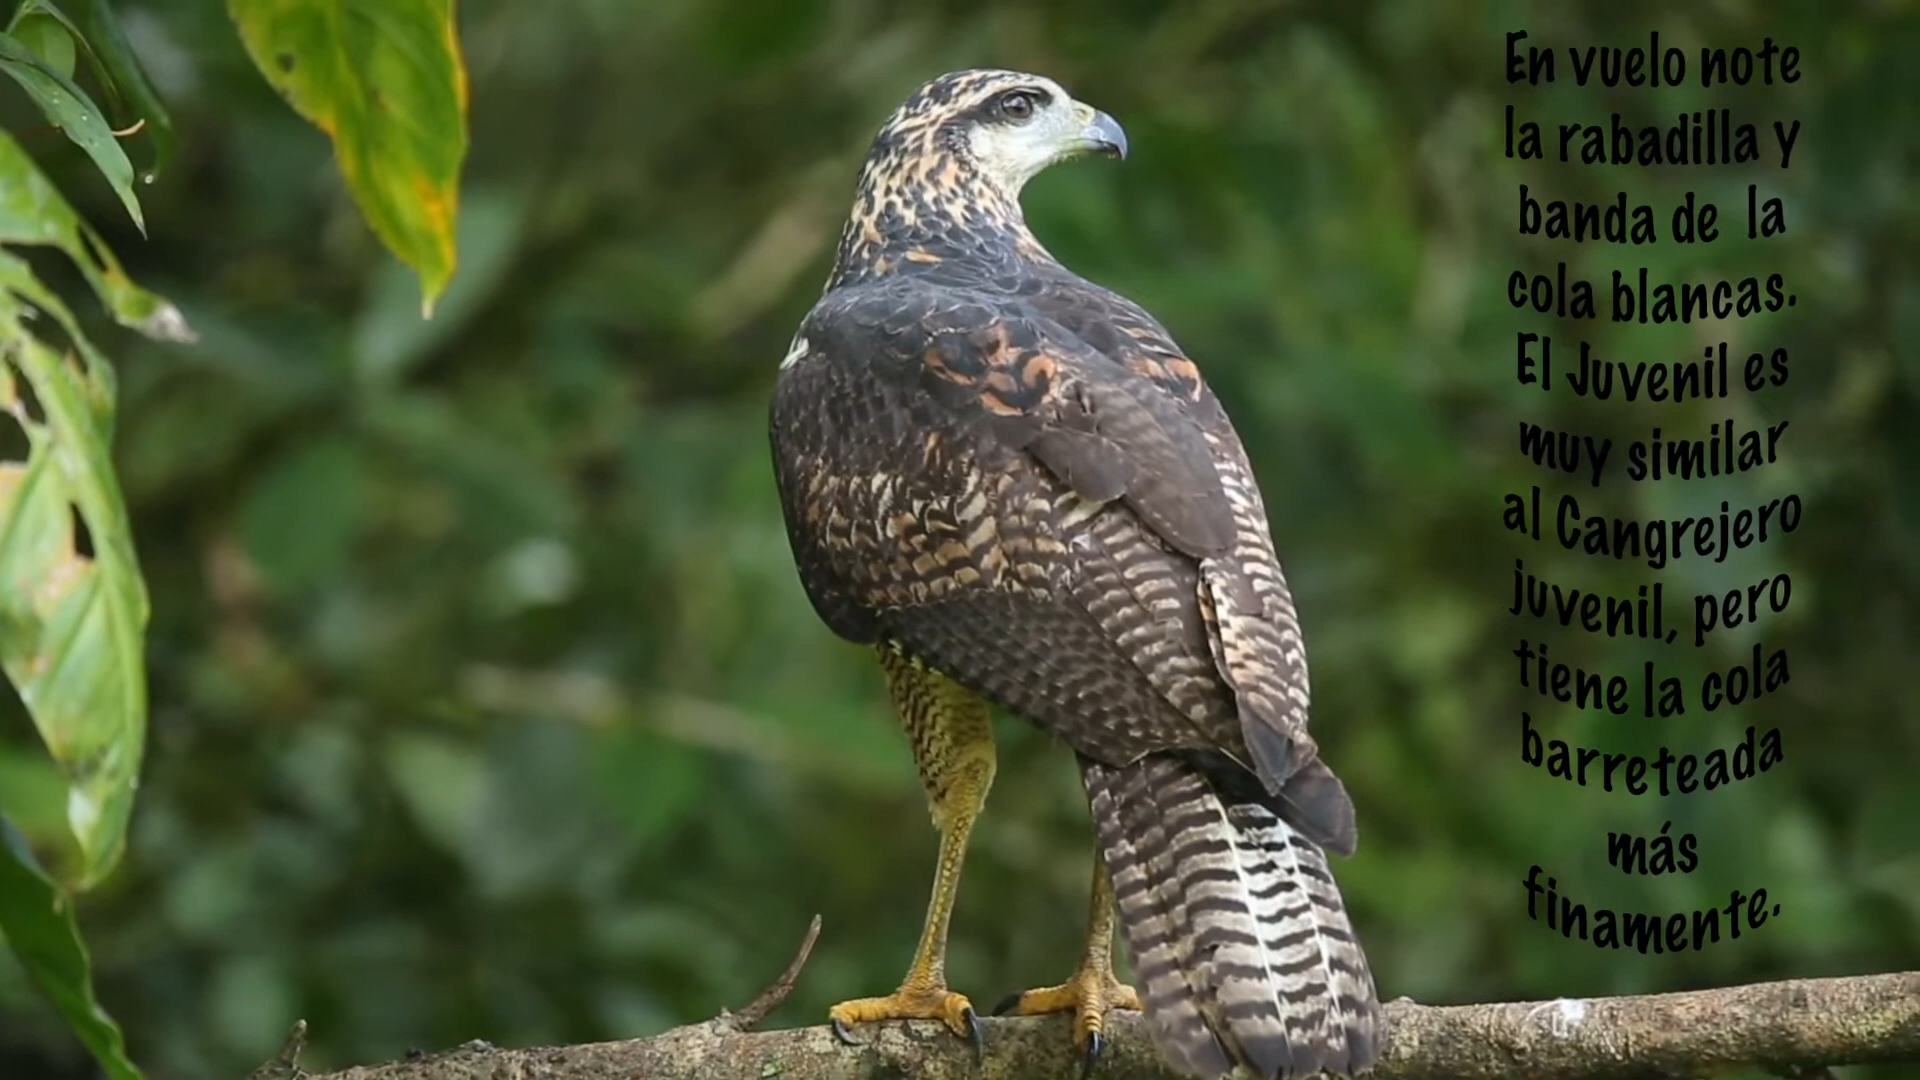 En vuelo note
la rabadilla y
banda de la
cola blancas.
El Juvenil es
muy similar
al Cangrejero
juvenil, pero
tiene la cola
barreteada
más
finamente.